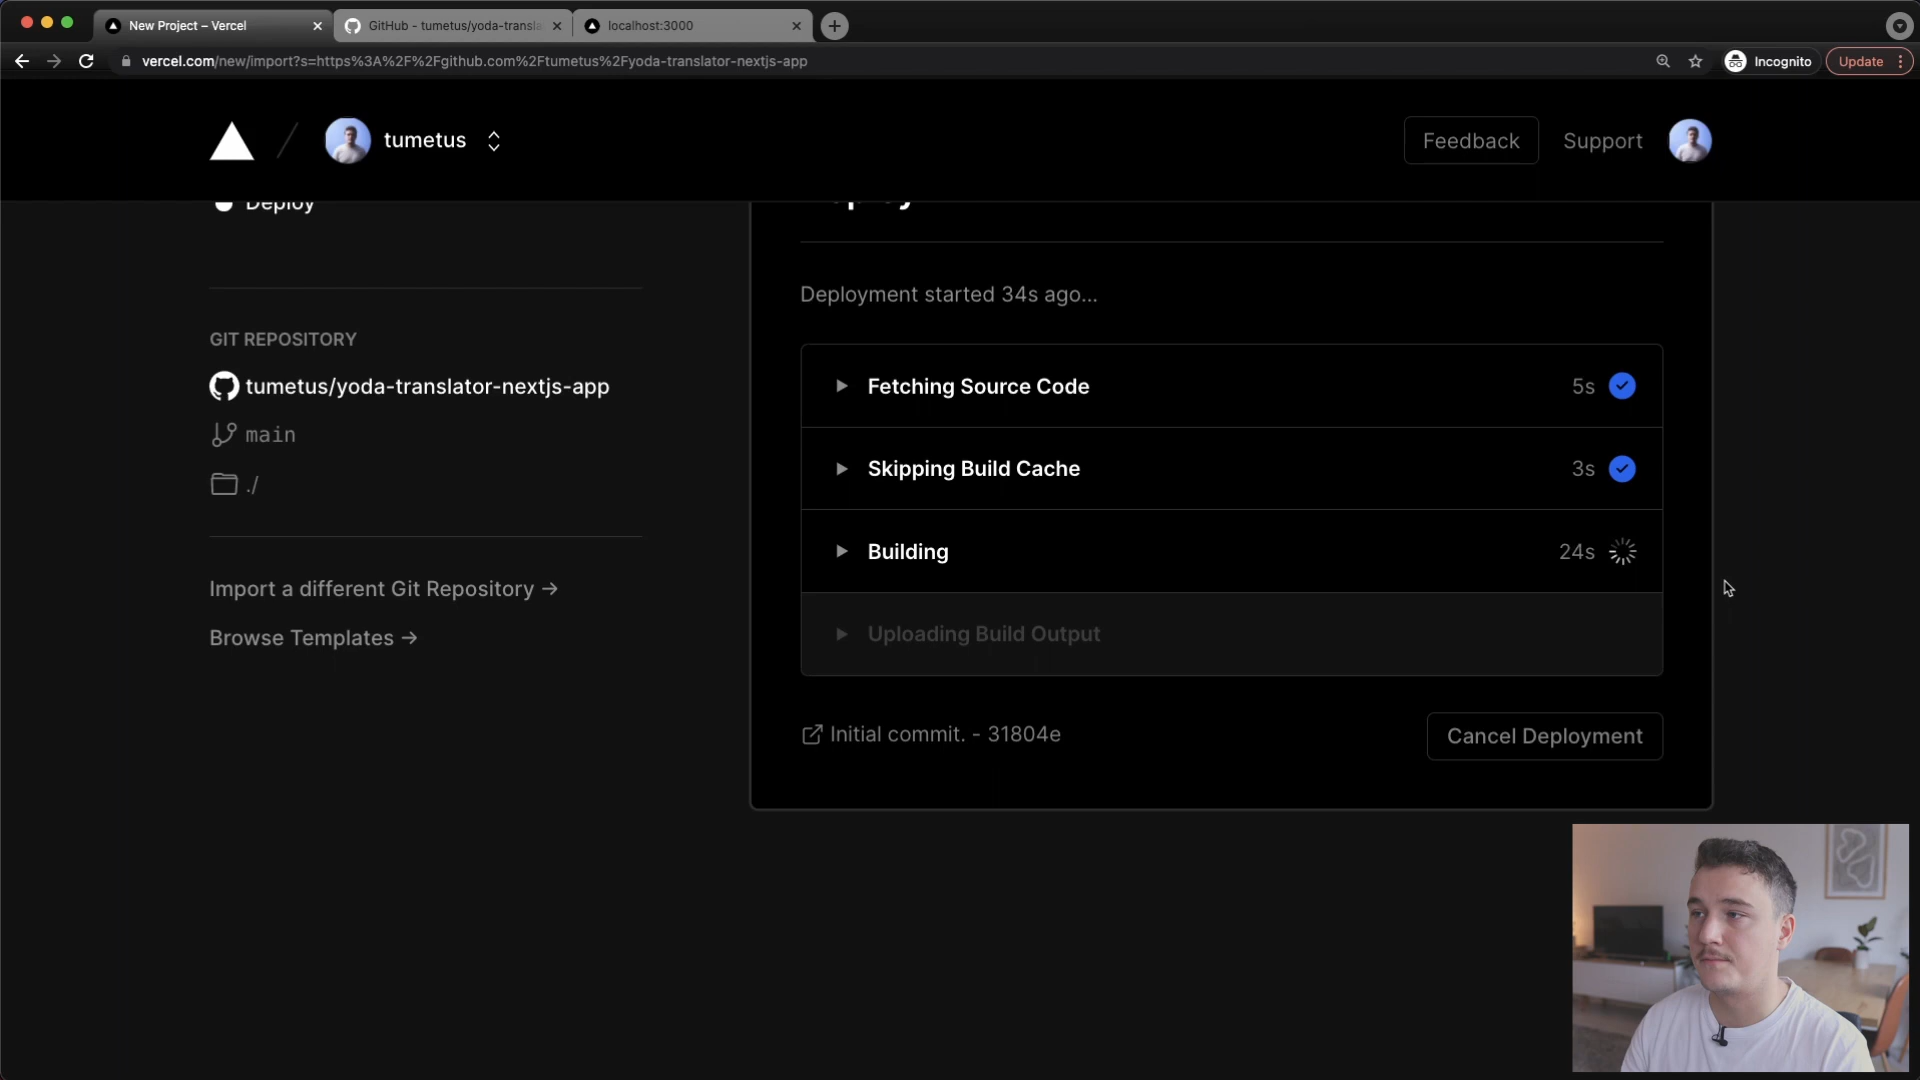 New Project – Vercel
GitHub - tumetus/yoda-transla
localhost:3000
vercel.com/new/import?s=https%3A%2F%2Fgithub.com%2Ftumetus%2Fyoda-translator-nextjs-app
Incognito
Update
tumetus
Feedback
Support
Deploy
Deployment started 34s ago...
GIT REPOSITORY
tumetus/yoda-translator-nextjs-app
main
./
Import a different Git Repository →
Browse Templates →
Fetching Source Code
5s
Skipping Build Cache
3s
Building
24s
Uploading Build Output
Initial commit. - 31804e
Cancel Deployment